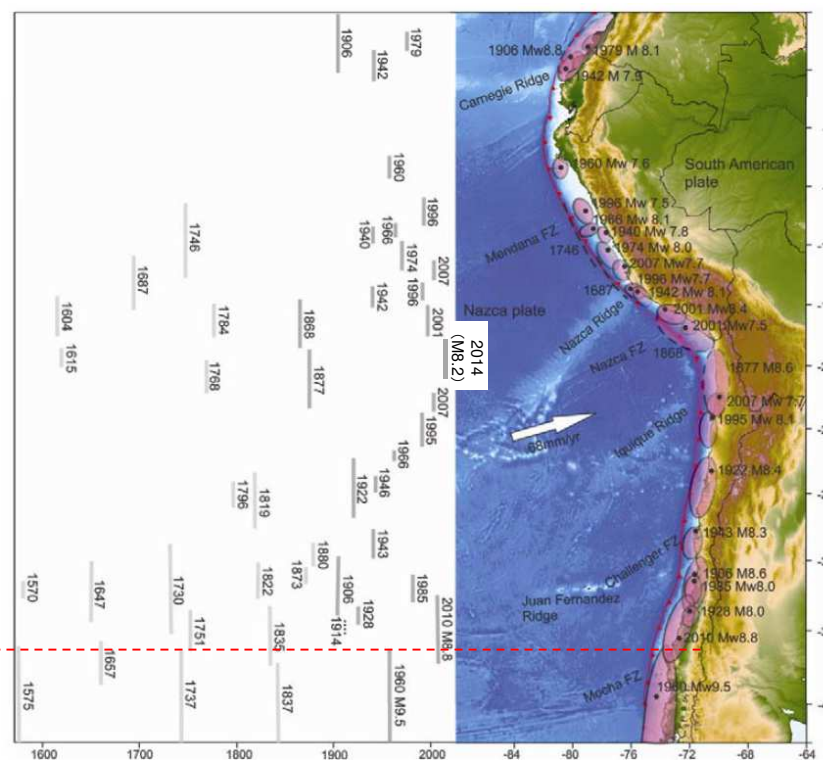 1906
1979
1942
1960
1996
1966
1940
1746
1974
2007
1687
1996
1942
1604
1784
1868
2001
1615
1877
2014
(M8.2)
1768
2007
1995
1966
1946
1922
1819
1796
1943
1880
1873
1822
1906
1985
1570
1647
1730
1928
1914
2010 M8.8
1751
1835
1657
1575
1737
1837
1960 M9.5
1600
1700
1800
1900
2000
1906 Mw8.8
1979 M 8.1
1942 M 7.9
Carnegie Ridge
1960 Mw 7.6
South American
plate
1996 Mw 7.5
1966 Mw 8.1
1940 Mw 7.8
Mendana FZ
1746
1974 Mw 8.0
2007 Mw7.7
1996 Mw7.7
1687
1942 Mw 8.1
Nazca plate
Nazca Ridge
2001 Mw8.4
2001 Mw7.5
Nazca FZ
1868
1877 M8.6
2007 Mw 7.7
1995 Mw 8.1
68mm/yr
Iquique Ridge
1922 M8.4
1943 M8.3
Challenger FZ
1906 M8.6
1985 Mw8.0
Juan Fernandez
Ridge
1928 M8.0
2010 Mw8.8
Mocha FZ
1960 Mw9.5
-84
-80
-76
-72
-68
-64